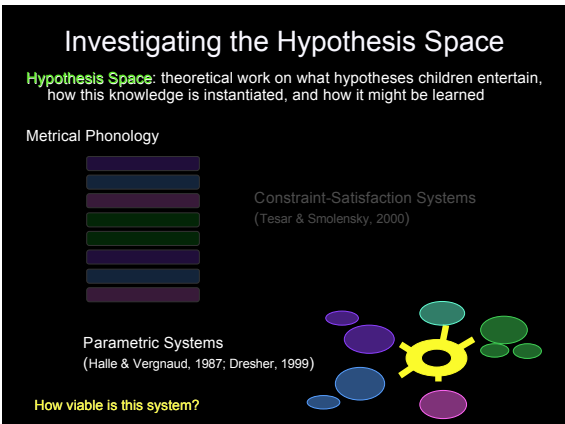 Investigating the Hypothesis Space
Hypothesis Space: theoretical work on what hypotheses children entertain,
how this knowledge is instantiated, and how it might be learned
Metrical Phonology
Constraint-Satisfaction Systems
(Tesar & Smolensky, 2000)
Parametric Systems
(Halle & Vergnaud, 1987; Dresher, 1999)
How viable is this system?